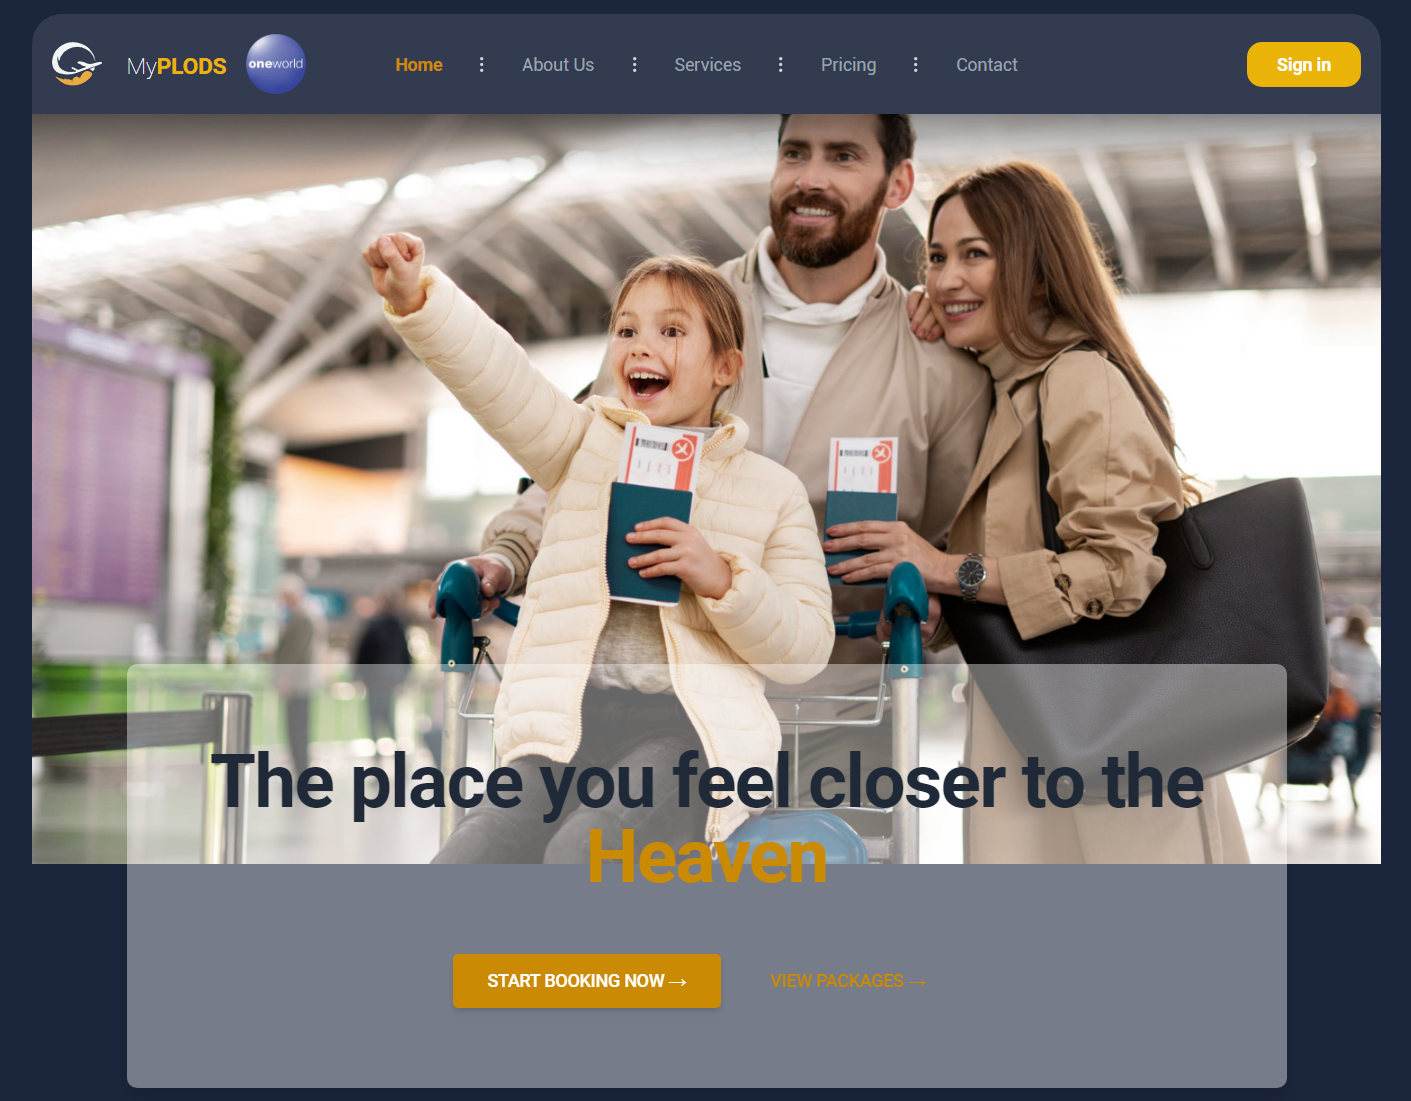 MyPLODS
oneworld
Home
About Us
Services
Pricing
Contact
Sign in
The place you feel closer to the
Heaven
START BOOKING NOW →
VIEW PACKAGES →